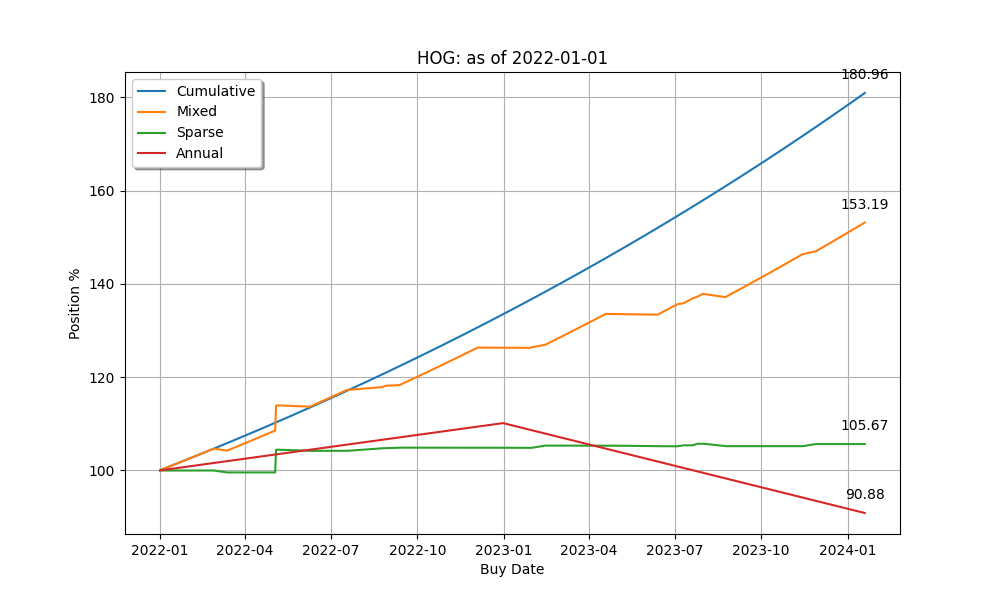 HOG: as of 2022-01-01
Cumulative
Mixed
Sparse
Annual
180.96
153.19
105.67
90.88
180
160
140
120
100
Position %
2022-01 2022-04 2022-07 2022-10 2023-01 2023-04 2023-07 2023-10 2024-01
Buy Date